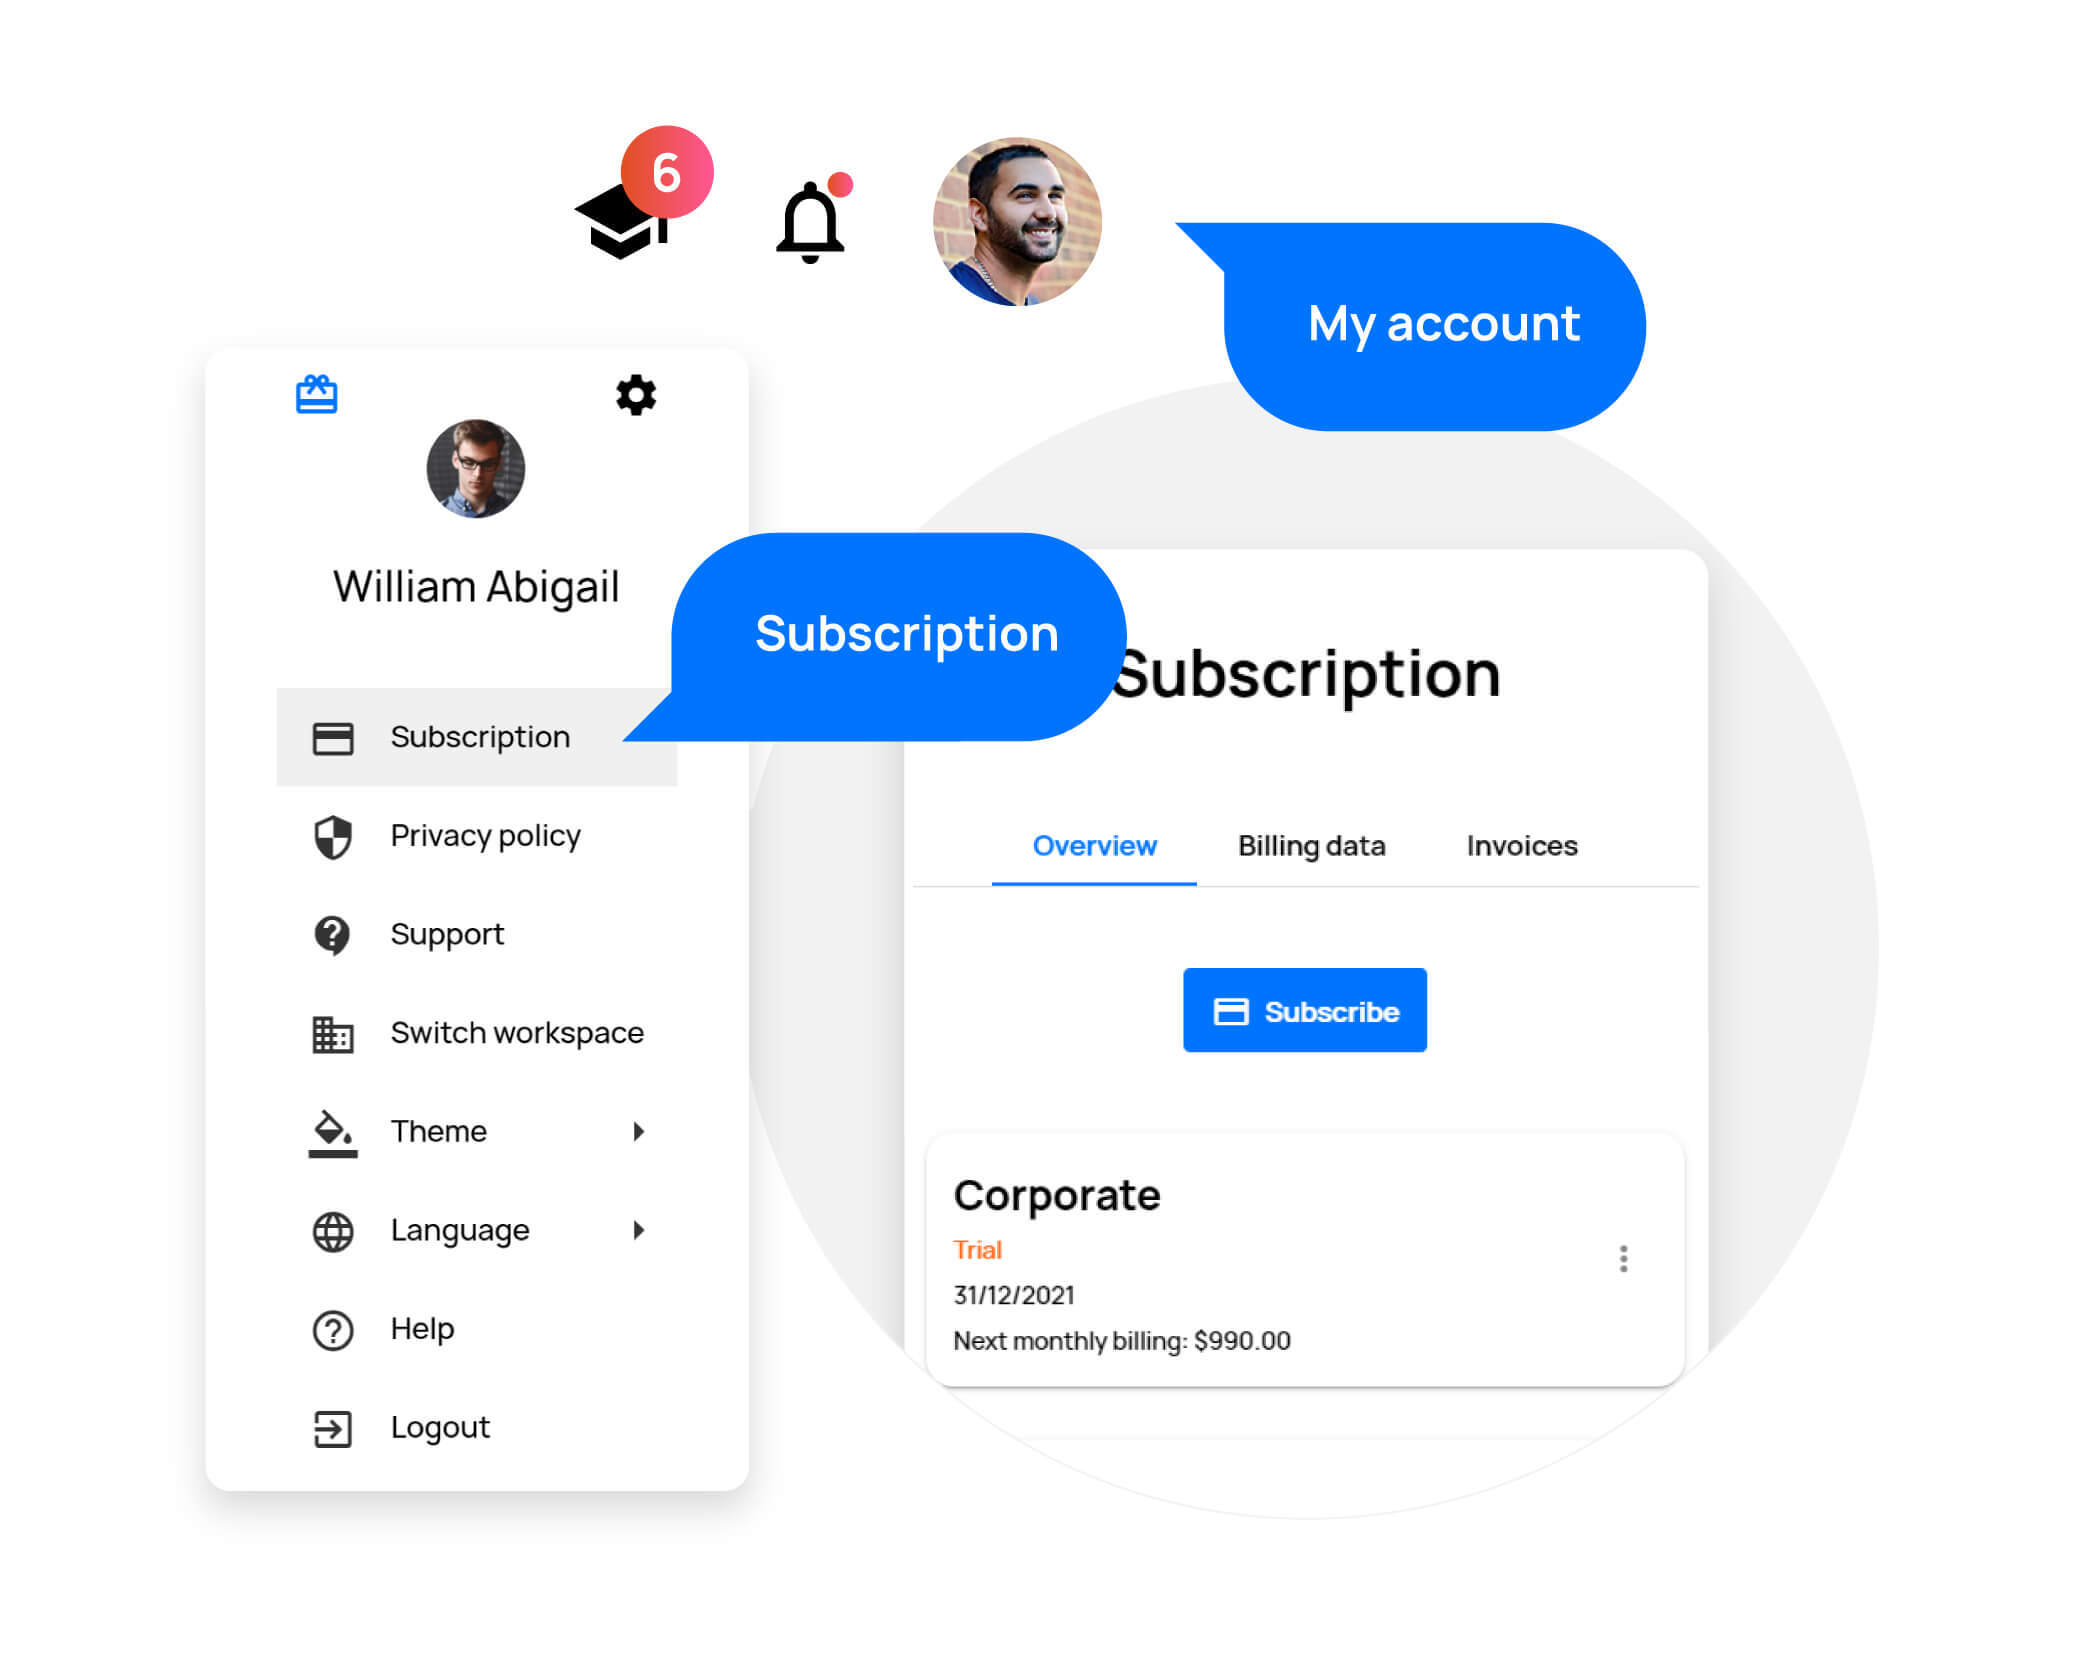 6
My account
William Abigail
Subscription
Subscription
Privacy policy
Support
Switch workspace
Theme
Language
Help
Logout
Subscription
Overview Billing data Invoices
Subscribe
Corporate
Trial
31/12/2021
Next monthly billing: $990.00